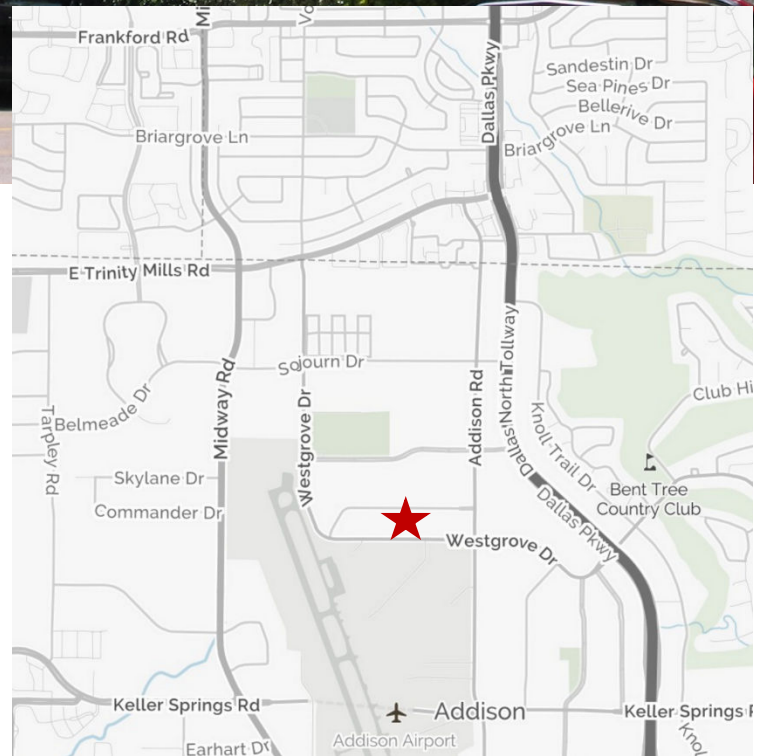 Mi
Vo
Frankford Rd
Dallas Pkwy
Sandestin Dr
Sea Pines Dr
Bellerive Dr
Briargrove Ln
Briargrove Ln
E Trinity Mills Rd
Sojourn Dr
Dallas North Tollway
Midway Rd
Westgrove Dr
Addison Rd
Club Hi
Belmeade Dr
Tarpley Rd
Knoll Trail Dr
Skylane Dr
Commander Dr
Bent Tree
Country Club
Dallas Pkwy
Westgrove Dr
Keller Springs Rd
Addison
Keller Springs R
Addison Airport
Earhart Dr
Knol